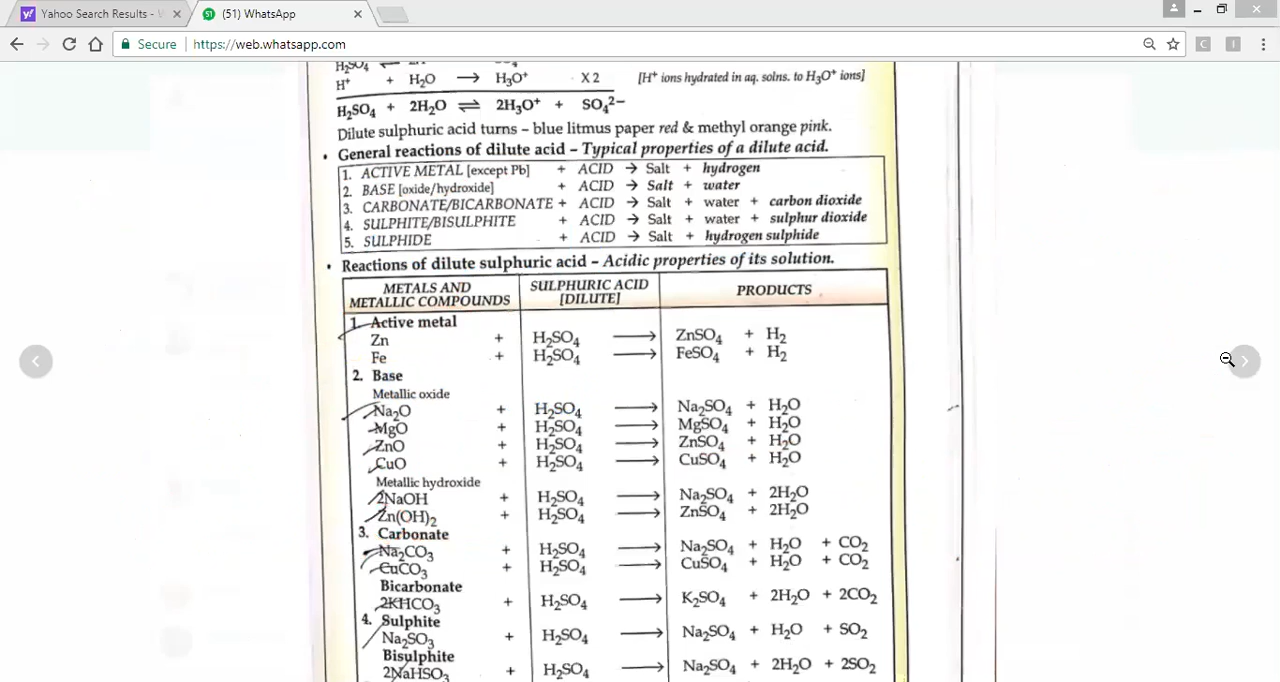 Yahoo Search Results - (51) WhatsApp
Secure https://web.whatsapp.com
H₂SO₄ ⇌
H⁺ + H₂O → H₃O⁺ X 2 [H⁺ ions hydrated in aq. solns. to H₃O⁺ ions]
H₂SO₄ + 2H₂O ⇌ 2H₃O⁺ + SO₄²⁻
Dilute sulphuric acid turns – blue litmus paper red & methyl orange pink.
• General reactions of dilute acid – Typical properties of a dilute acid.
1. ACTIVE METAL [except Pb] + ACID → Salt + hydrogen
2. BASE [oxide/hydroxide] + ACID → Salt + water
3. CARBONATE/BICARBONATE + ACID → Salt + water + carbon dioxide
4. SULPHITE/BISULPHITE + ACID → Salt + water + sulphur dioxide
5. SULPHIDE + ACID → Salt + hydrogen sulphide
• Reactions of dilute sulphuric acid – Acidic properties of its solution.
METALS AND METALLIC COMPOUNDS SULPHURIC ACID [DILUTE] PRODUCTS
1. Active metal
Zn + H₂SO₄ → ZnSO₄ + H₂
Fe + H₂SO₄ → FeSO₄ + H₂
2. Base
Metallic oxide
Na₂O + H₂SO₄ → Na₂SO₄ + H₂O
MgO + H₂SO₄ → MgSO₄ + H₂O
ZnO + H₂SO₄ → ZnSO₄ + H₂O
CuO + H₂SO₄ → CuSO₄ + H₂O
Metallic hydroxide
2NaOH + H₂SO₄ → Na₂SO₄ + 2H₂O
Zn(OH)₂ + H₂SO₄ → ZnSO₄ + 2H₂O
3. Carbonate
Na₂CO₃ + H₂SO₄ → Na₂SO₄ + H₂O + CO₂
CuCO₃ + H₂SO₄ → CuSO₄ + H₂O + CO₂
Bicarbonate
2KHCO₃ + H₂SO₄ → K₂SO₄ + 2H₂O + 2CO₂
4. Sulphite
Na₂SO₃ + H₂SO₄ → Na₂SO₄ + H₂O + SO₂
Bisulphite
2NaHSO₃ + H₂SO₄ → Na₂SO₄ + 2H₂O + 2SO₂